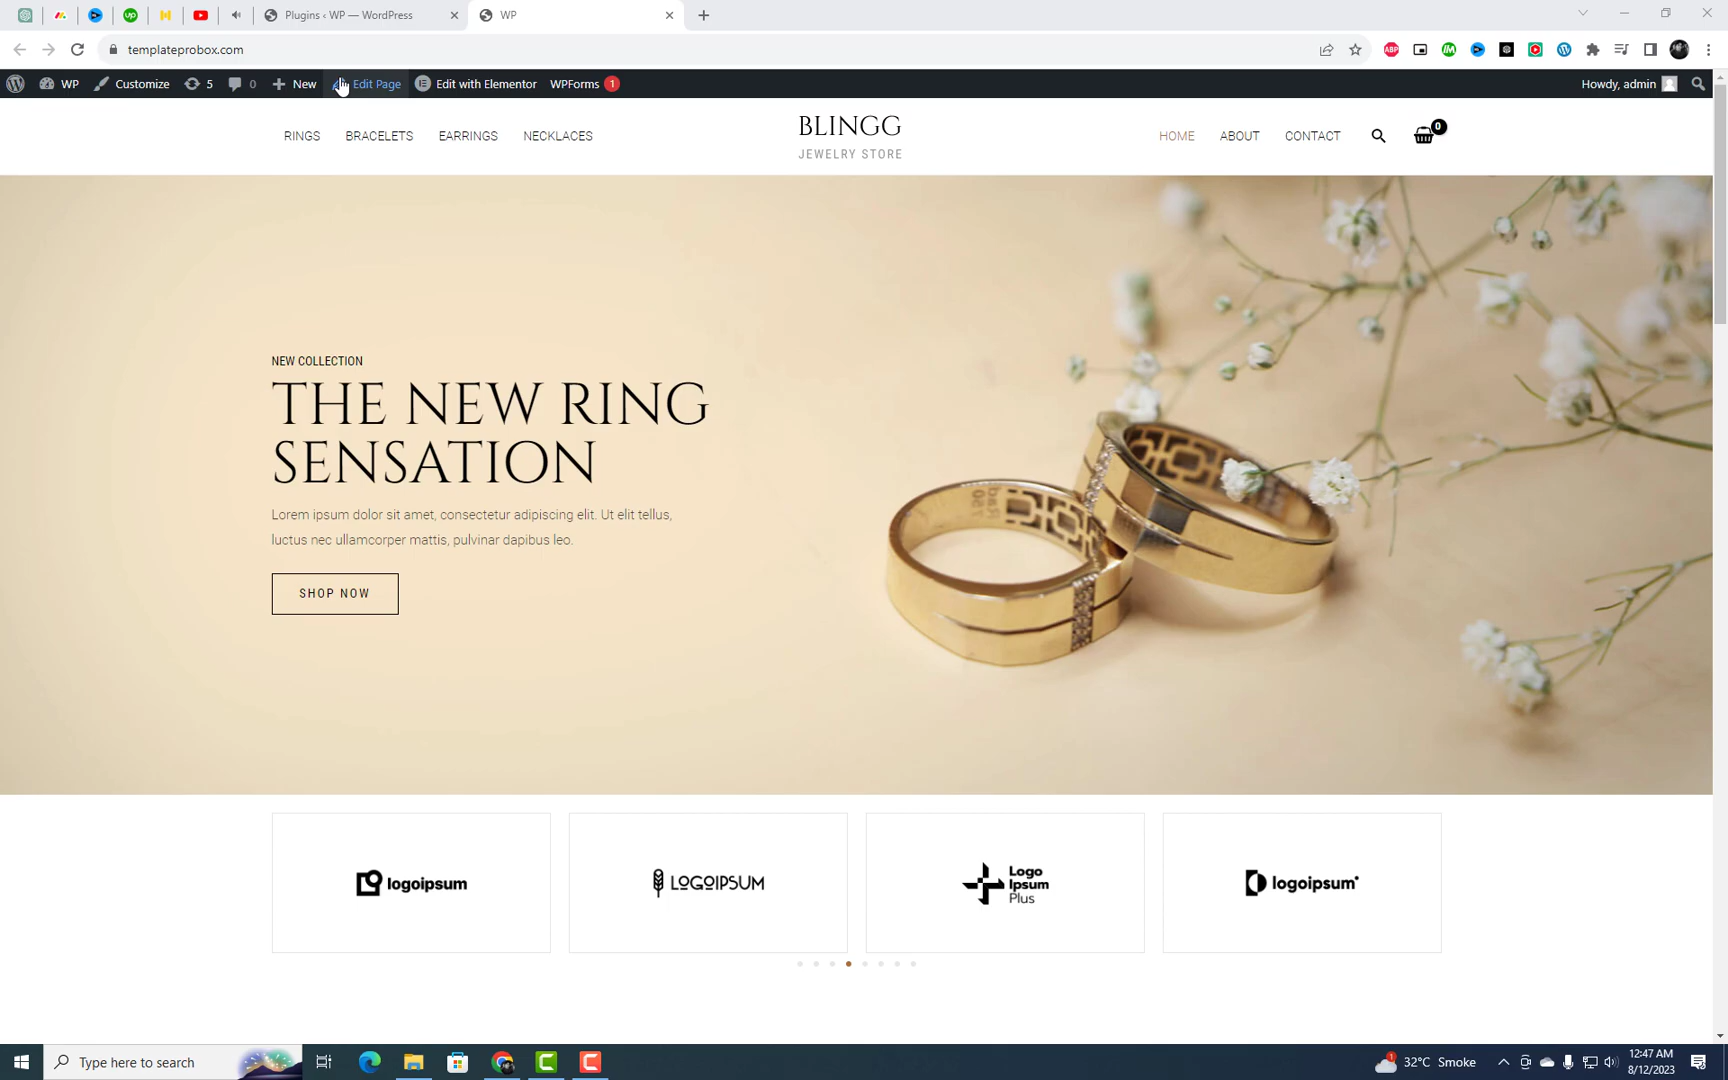 Plugins ‹ WP — WordPress
WP
templateprobox.com
WP
Customize
5
0
New
Edit Page
Edit with Elementor
WPForms 1
Howdy, admin
RINGS
BRACELETS
EARRINGS
NECKLACES
BLINGG
JEWELRY STORE
HOME
ABOUT
CONTACT
0
NEW COLLECTION
THE NEW RING
SENSATION
Lorem ipsum dolor sit amet, consectetur adipiscing elit. Ut elit tellus,
luctus nec ullamcorper mattis, pulvinar dapibus leo.
SHOP NOW
logoipsum
LOGOIPSUM
Logo
Ipsum
Plus
logoipsum
Type here to search
32°C Smoke
12:47 AM
8/12/2023